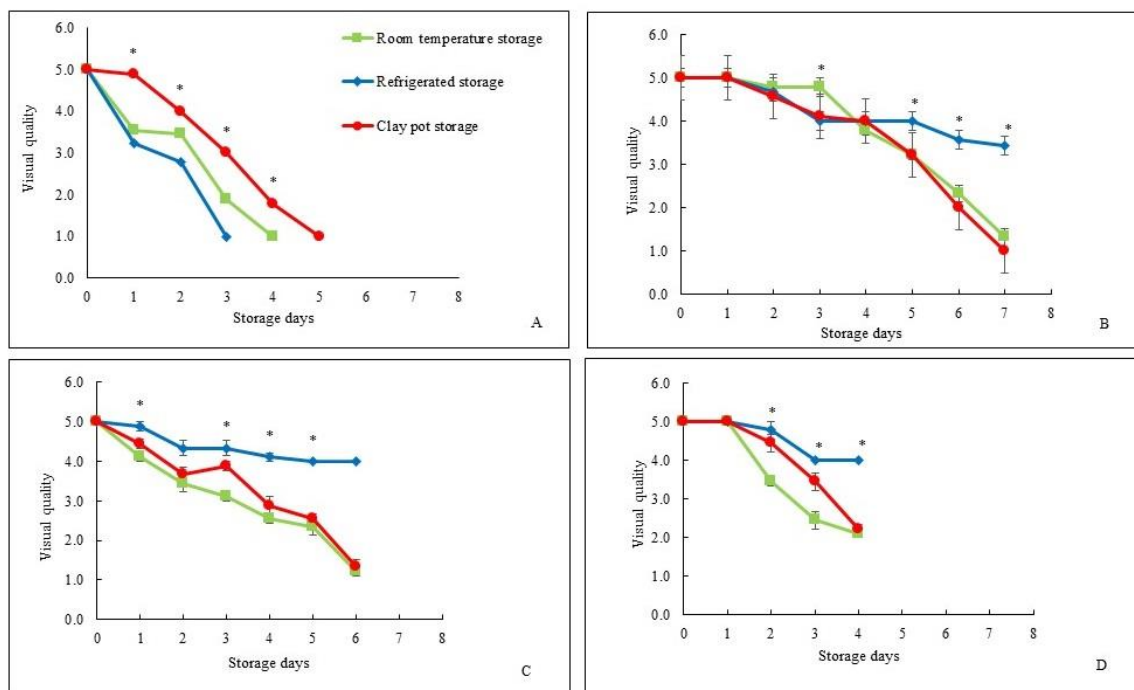 6.0
5.0
4.0
3.0
2.0
1.0
0.0
Visual quality
* * * *
Room temperature storage
Refrigerated storage
Clay pot storage
0 1 2 3 4 5 6 7 8
Storage days
A
6.0
5.0
4.0
3.0
2.0
1.0
0.0
Visual quality
* * * *
0 1 2 3 4 5 6 7 8
Storage days
B
6.0
5.0
4.0
3.0
2.0
1.0
0.0
Visual quality
* * * *
0 1 2 3 4 5 6 7 8
Storage days
C
6.0
5.0
4.0
3.0
2.0
1.0
0.0
Visual quality
* * *
0 1 2 3 4 5 6 7 8
Storage days
D